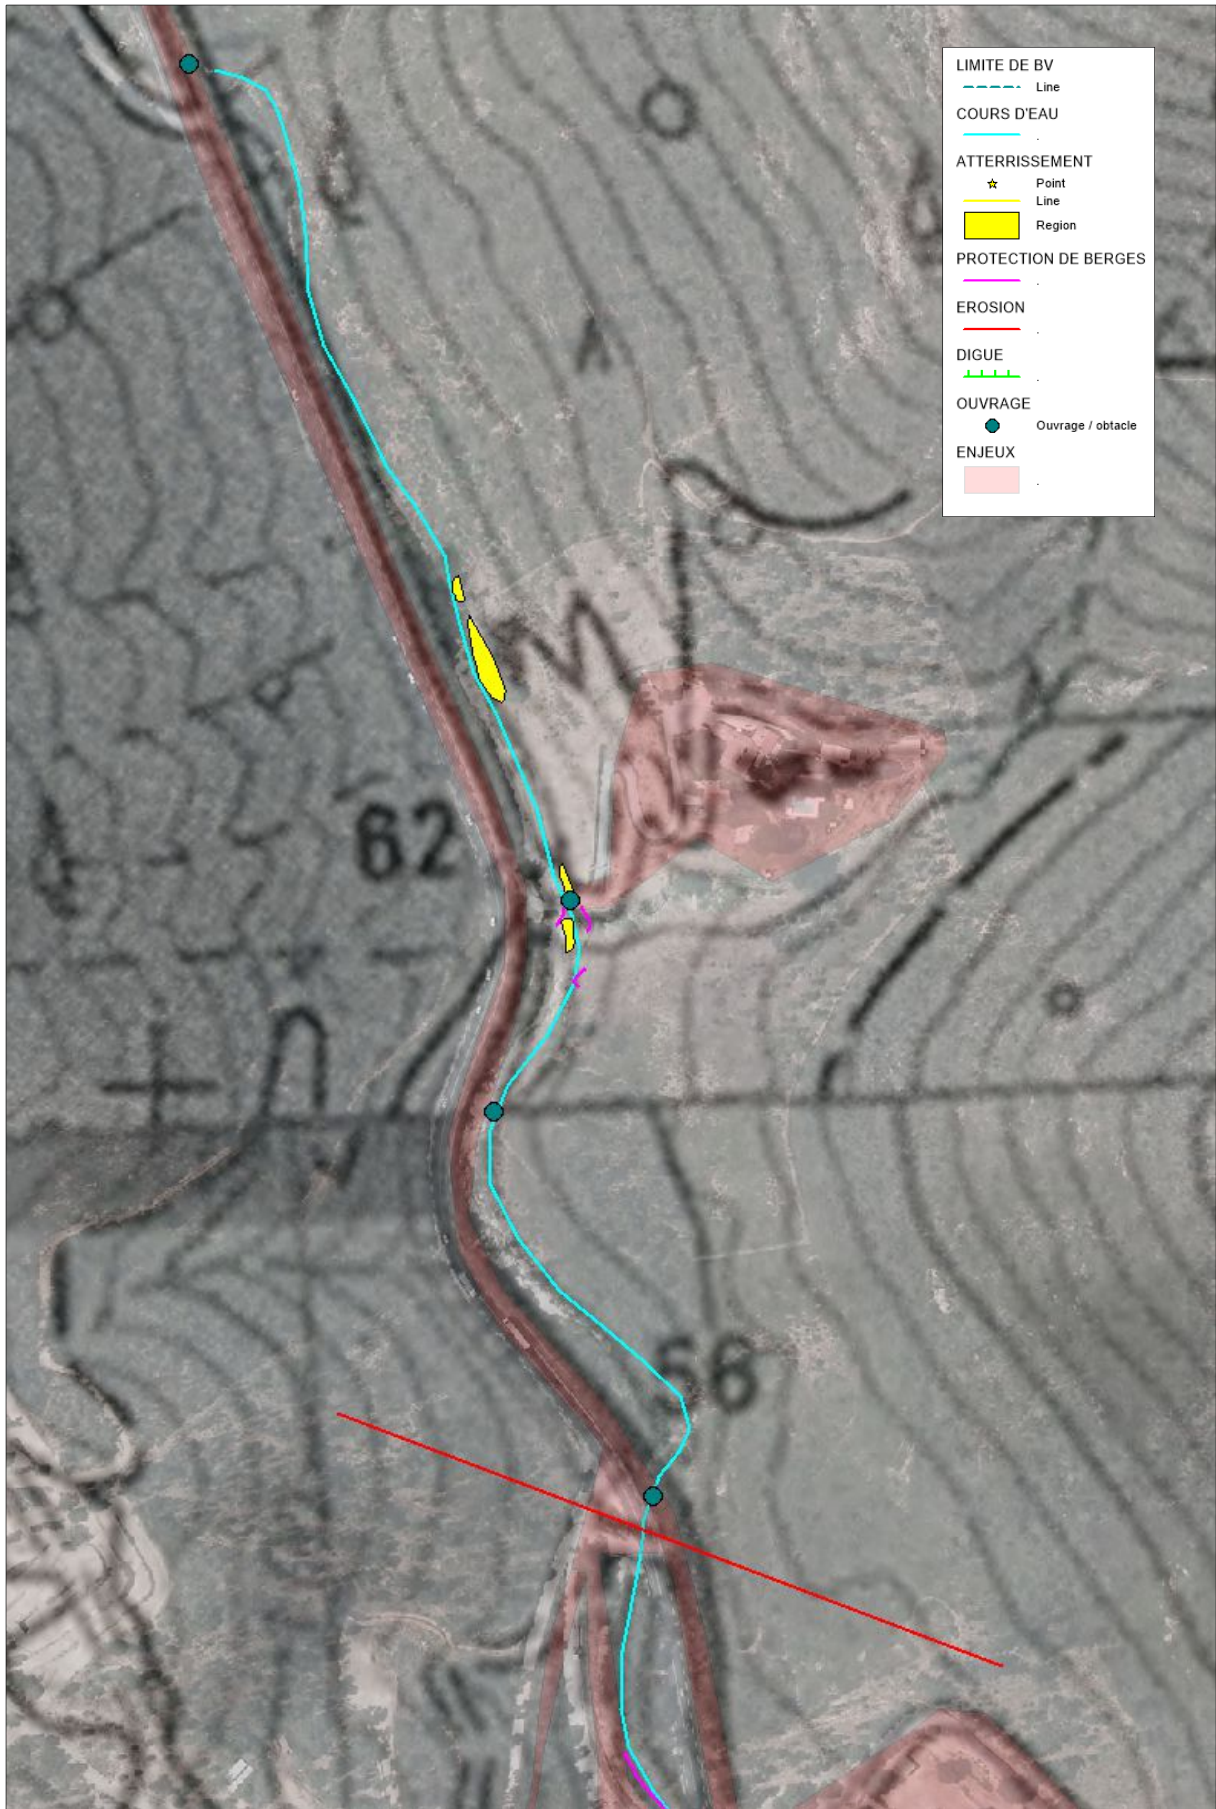 LIMITE DE BV
Line
COURS D'EAU
.
ATTERRISSEMENT
Point
Line
Region
PROTECTION DE BERGES
.
EROSION
.
DIGUE
.
OUVRAGE
Ouvrage / obtacle
ENJEUX
.
62